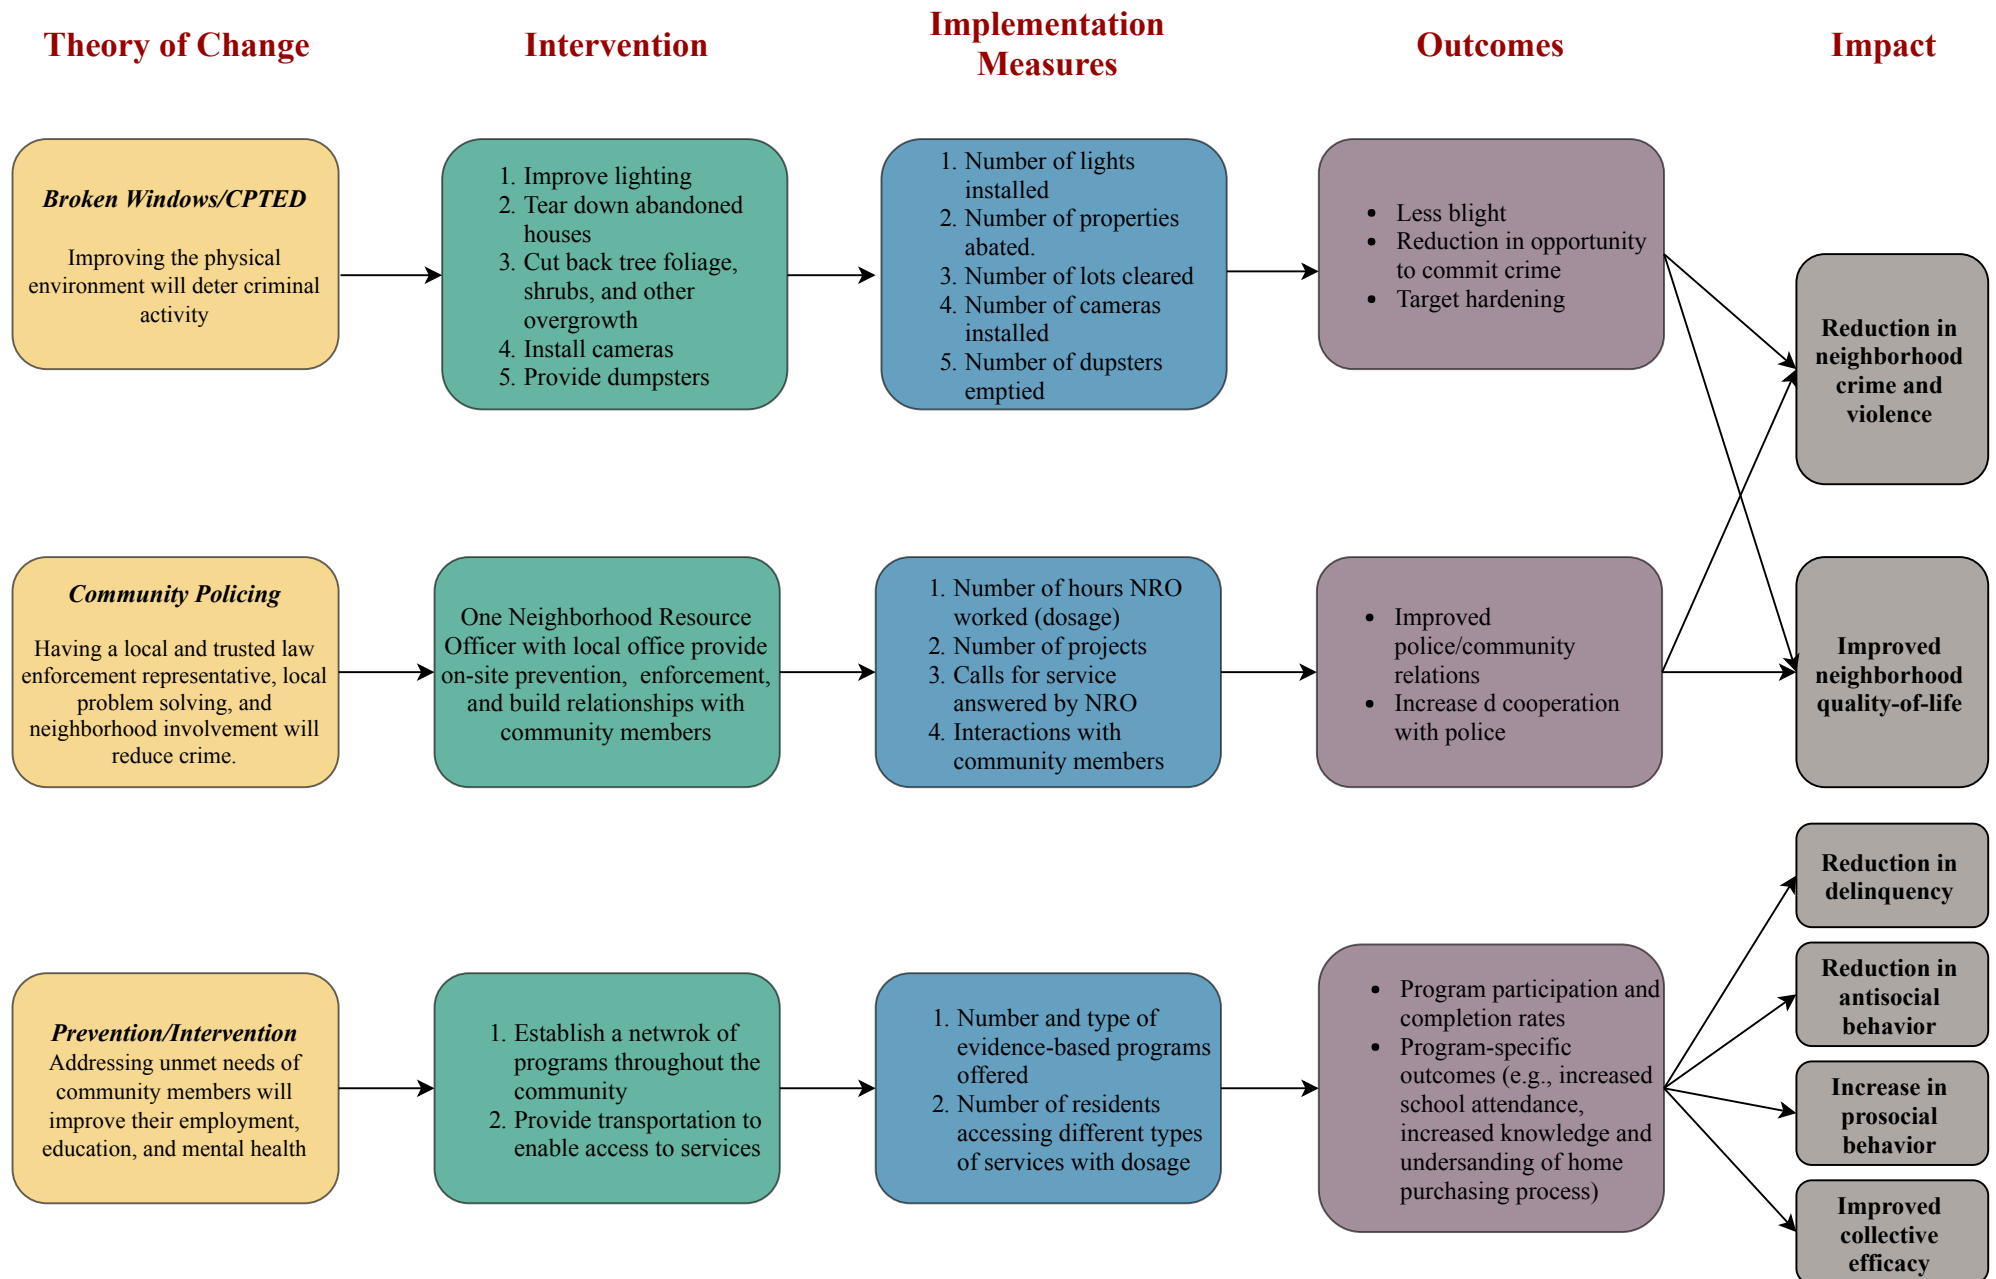 Theory of Change
Intervention
Implementation
Measures
Outcomes
Impact
Broken Windows/CPTED
Improving the physical
environment will deter criminal
activity
1. Improve lighting
2. Tear down abandoned
houses
3. Cut back tree foliage,
shrubs, and other
overgrowth
4. Install cameras
5. Provide dumpsters
1. Number of lights
installed
2. Number of properties
abated.
3. Number of lots cleared
4. Number of cameras
installed
5. Number of dupsters
emptied
• Less blight
• Reduction in opportunity
to commit crime
• Target hardening
Reduction in
neighborhood
crime and
violence
Community Policing
Having a local and trusted law
enforcement representative, local
problem solving, and
neighborhood involvement will
reduce crime.
One Neighborhood Resource
Officer with local office provide
on-site prevention,  enforcement,
and build relationships with
community members
1. Number of hours NRO
worked (dosage)
2. Number of projects
3. Calls for service
answered by NRO
4. Interactions with
community members
• Improved
police/community
relations
• Increase d cooperation
with police
Improved
neighborhood
quality-of-life
Prevention/Intervention
Addressing unmet needs of
community members will
improve their employment,
education, and mental health
1. Establish a netwrok of
programs throughout the
community
2. Provide transportation to
enable access to services
1. Number and type of
evidence-based programs
offered
2. Number of residents
accessing different types
of services with dosage
• Program participation and
completion rates
• Program-specific
outcomes (e.g., increased
school attendance,
increased knowledge and
undersanding of home
purchasing process)
Reduction in
delinquency
Reduction in
antisocial
behavior
Increase in
prosocial
behavior
Improved
collective
efficacy